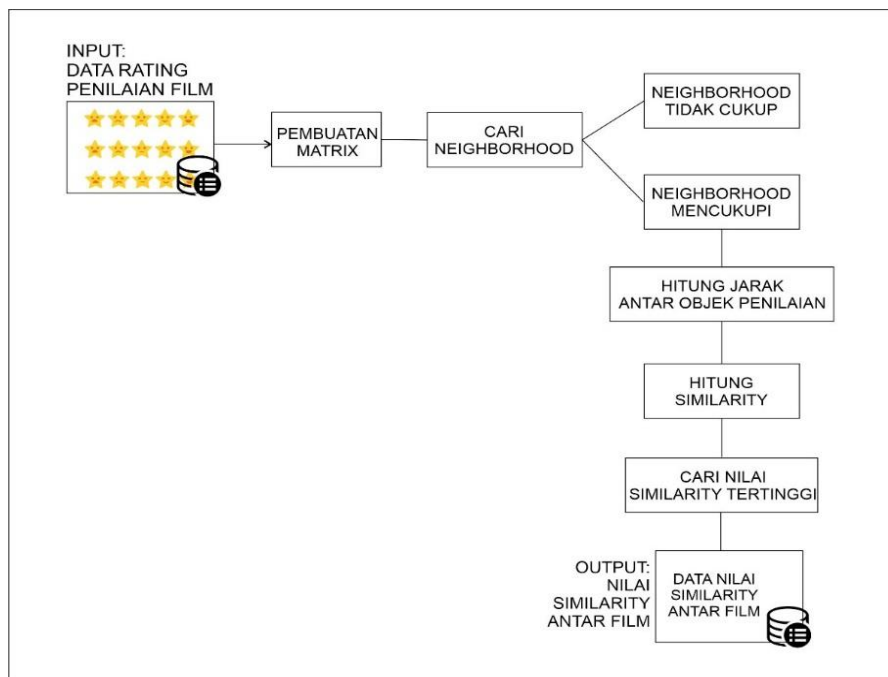 INPUT:
DATA RATING
PENILAIAN FILM
PEMBUATAN
MATRIX
CARI
NEIGHBORHOOD
NEIGHBORHOOD
TIDAK CUKUP
NEIGHBORHOOD
MENCUKUPI
HITUNG JARAK
ANTAR OBJEK PENILAIAN
HITUNG
SIMILARITY
CARI NILAI
SIMILARITY TERTINGGI
OUTPUT:
NILAI
SIMILARITY
ANTAR FILM
DATA NILAI
SIMILARITY
ANTAR FILM